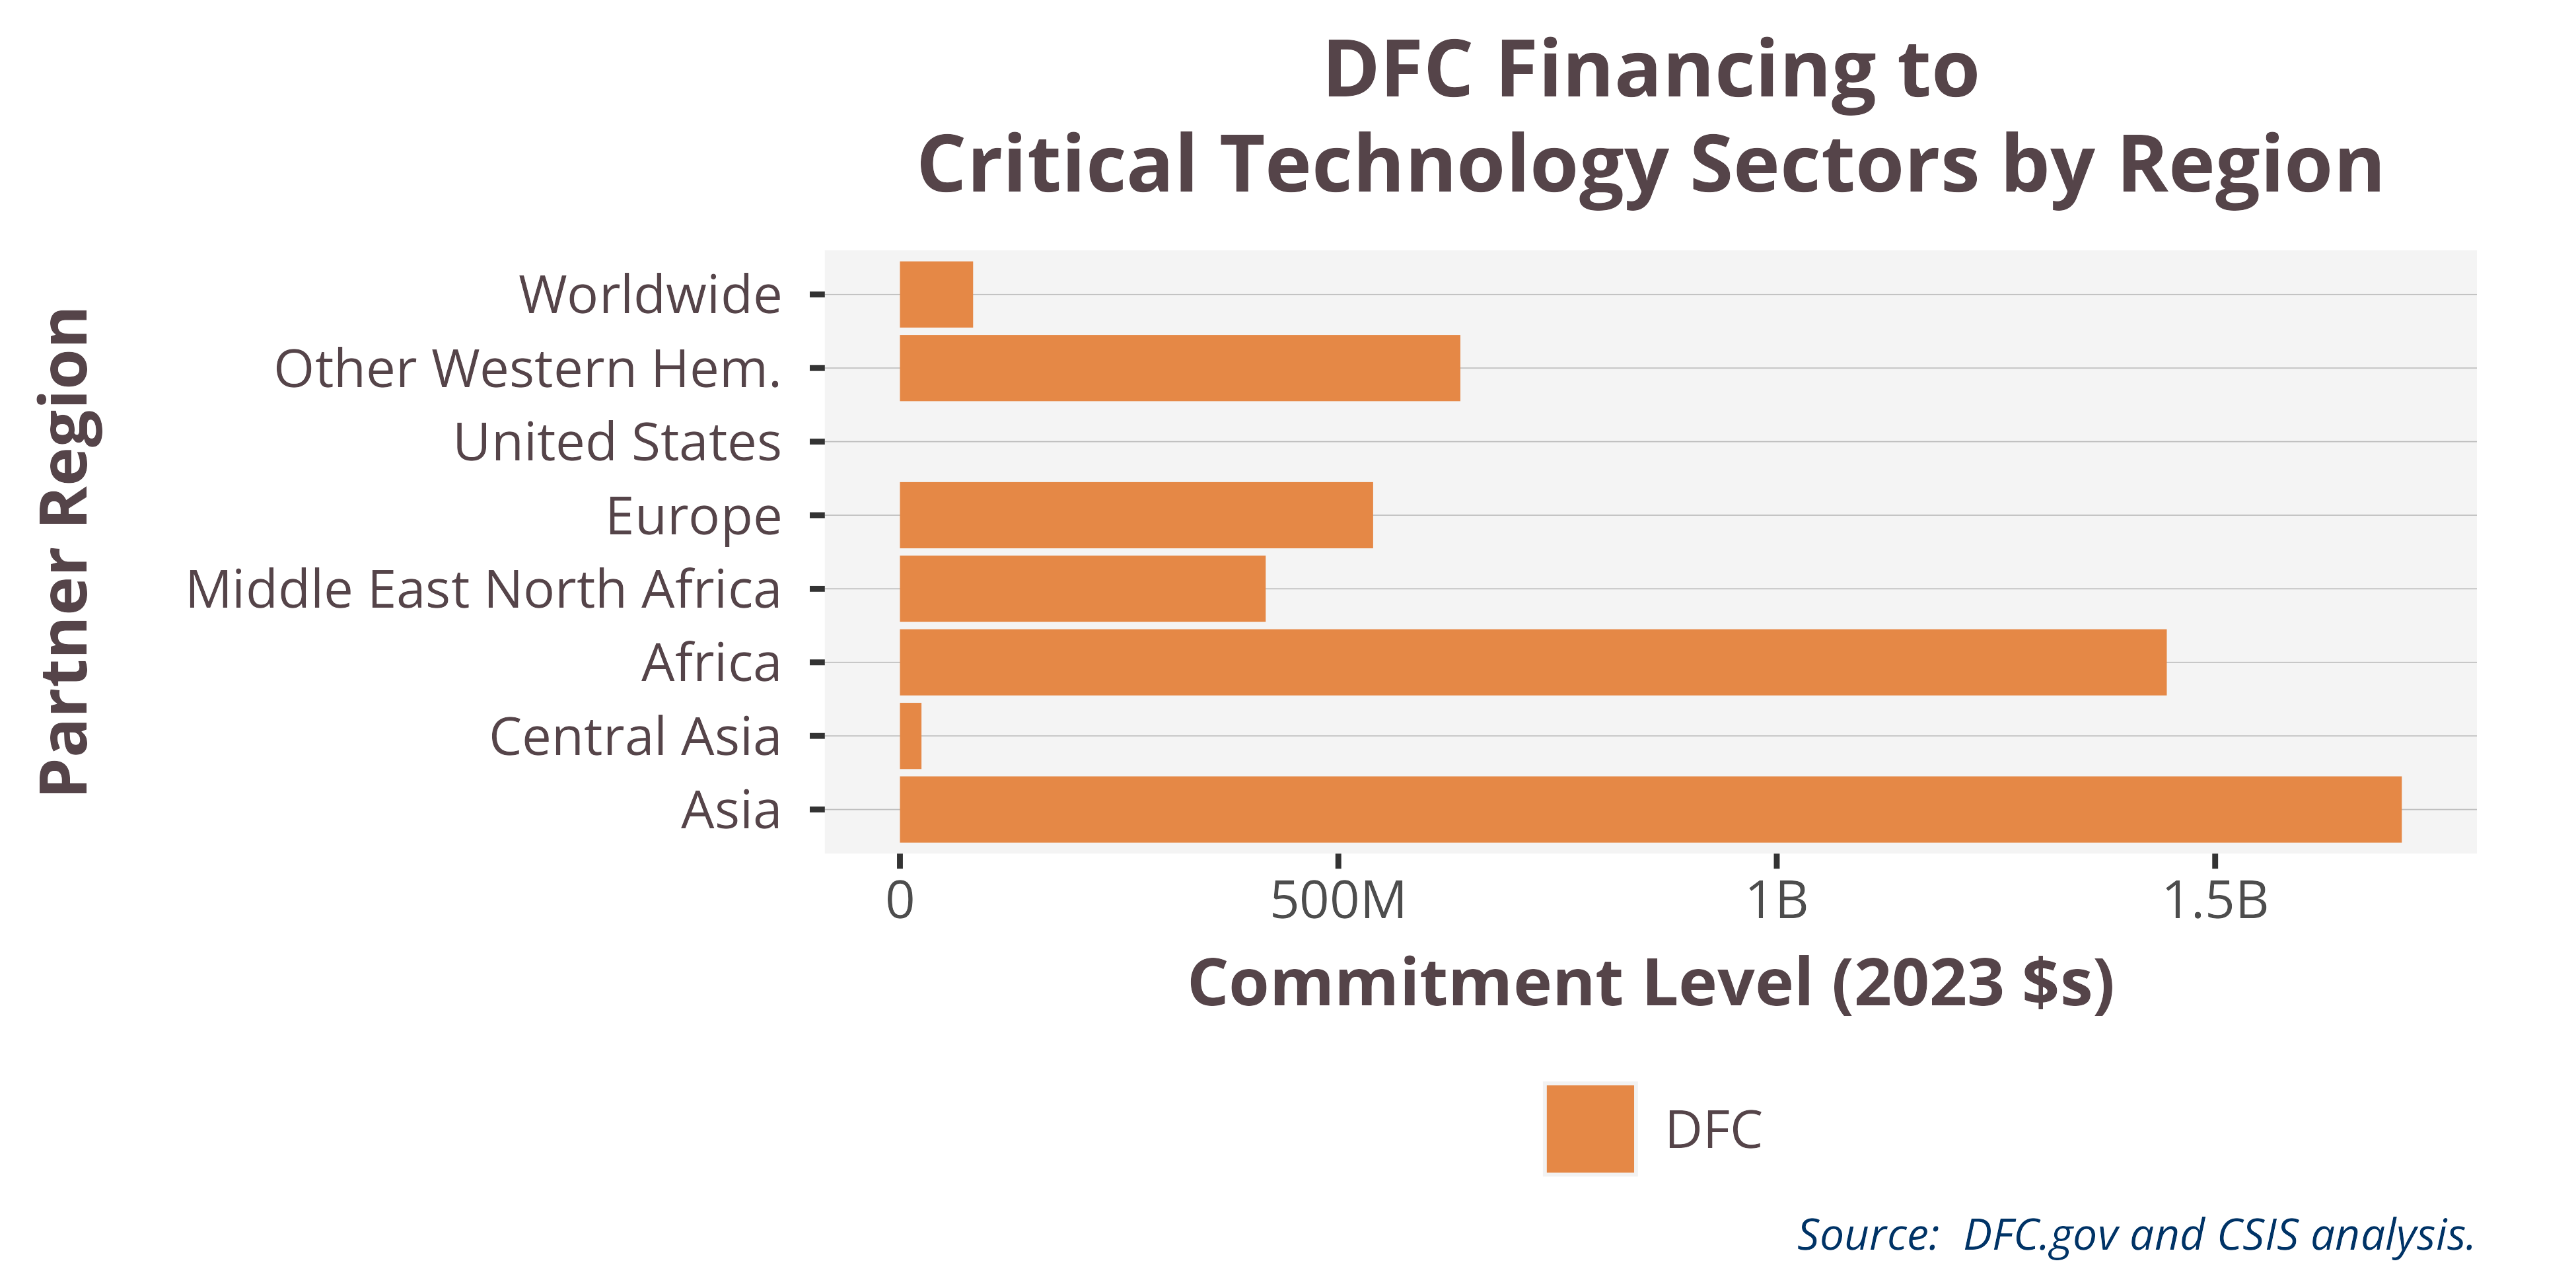 DFC Financing to
Critical Technology Sectors by Region
Partner Region
Worldwide
Other Western Hem.
United States
Europe
Middle East North Africa
Africa
Central Asia
Asia
0
500M
1B
1.5B
Commitment Level (2023 $s)
DFC
Source:  DFC.gov and CSIS analysis.